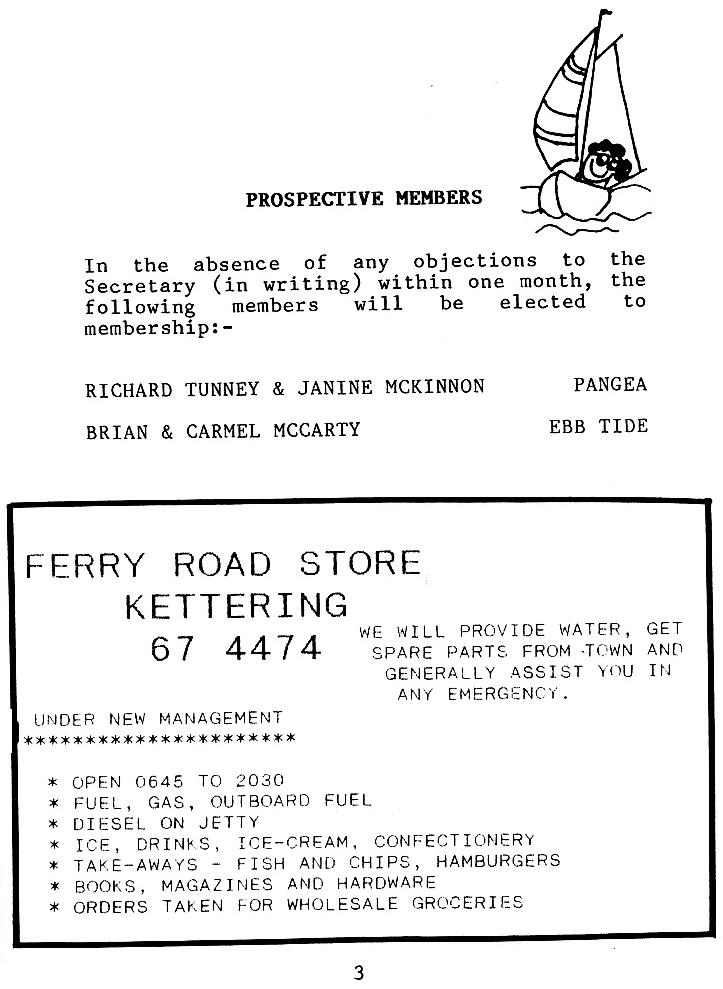 PROSPECTIVE MEMBERS
In the absence of any objections to the
Secretary (in writing) within one month, the
following members will be elected to
membership:-
RICHARD TUNNEY & JANINE MCKINNON PANGEA
BRIAN & CARMEL MCCARTY EBB TIDE
FERRY ROAD STORE
KETTERING
67 4474
WE WILL PROVIDE WATER, GET
SPARE PARTS FROM TOWN AND
GENERALLY ASSIST YOU IN
ANY EMERGENCY.
UNDER NEW MANAGEMENT
**********************
* OPEN 0645 TO 2030
* FUEL, GAS, OUTBOARD FUEL
* DIESEL ON JETTY
* ICE, DRINKS, ICE-CREAM, CONFECTIONERY
* TAKE-AWAYS - FISH AND CHIPS, HAMBURGERS
* BOOKS, MAGAZINES AND HARDWARE
* ORDERS TAKEN FOR WHOLESALE GROCERIES
3